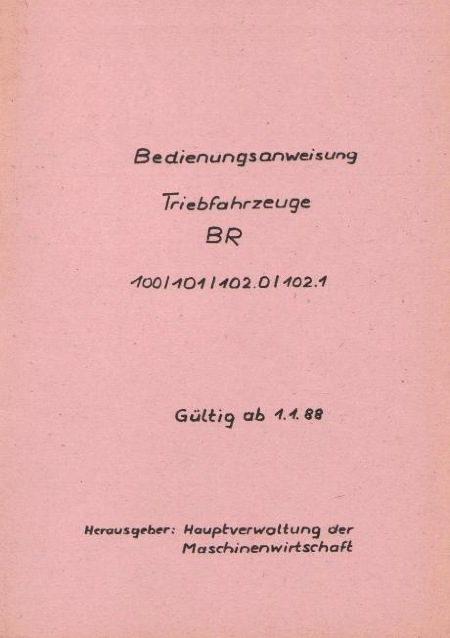 Bedienungsanweisung
Triebfahrzeuge
BR
100/101/102.0/102.1
Gültig ab 1.1.88
Herausgeber: Hauptverwaltung der
Maschinenwirtschaft